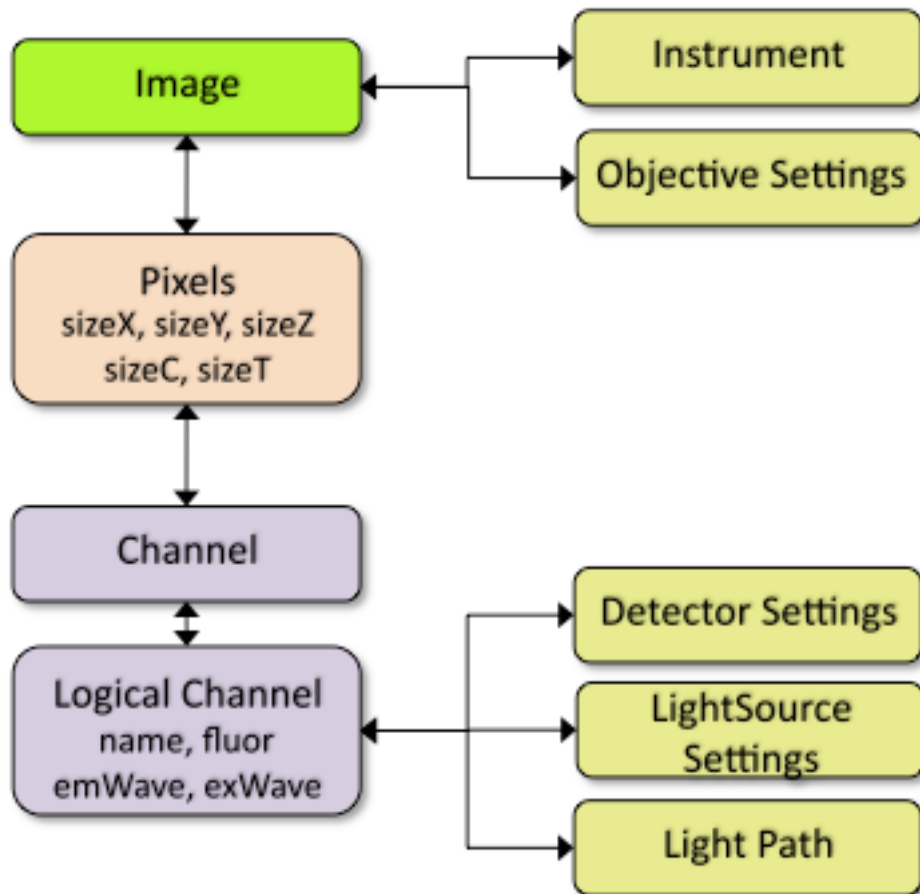 Image
Instrument
Objective Settings
Pixels
sizeX, sizeY, sizeZ
sizeC, sizeT
Channel
Logical Channel
name, fluor
emWave, exWave
Detector Settings
LightSource
Settings
Light Path